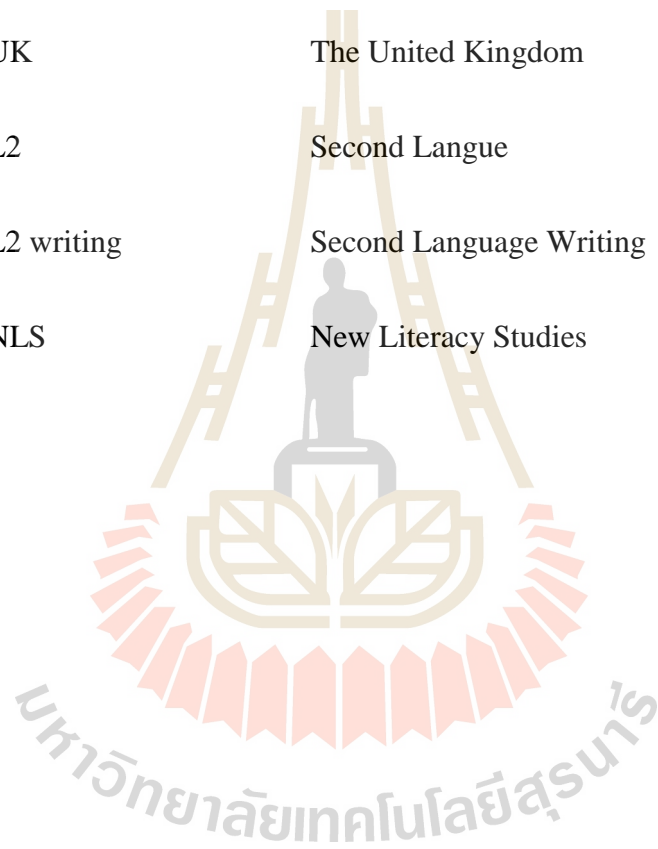 UK The United Kingdom
L2 Second Langue
L2 writing Second Language Writing
NLS New Literacy Studies
มหาวิทยาลัยเทคโนโลยีสุรนารี